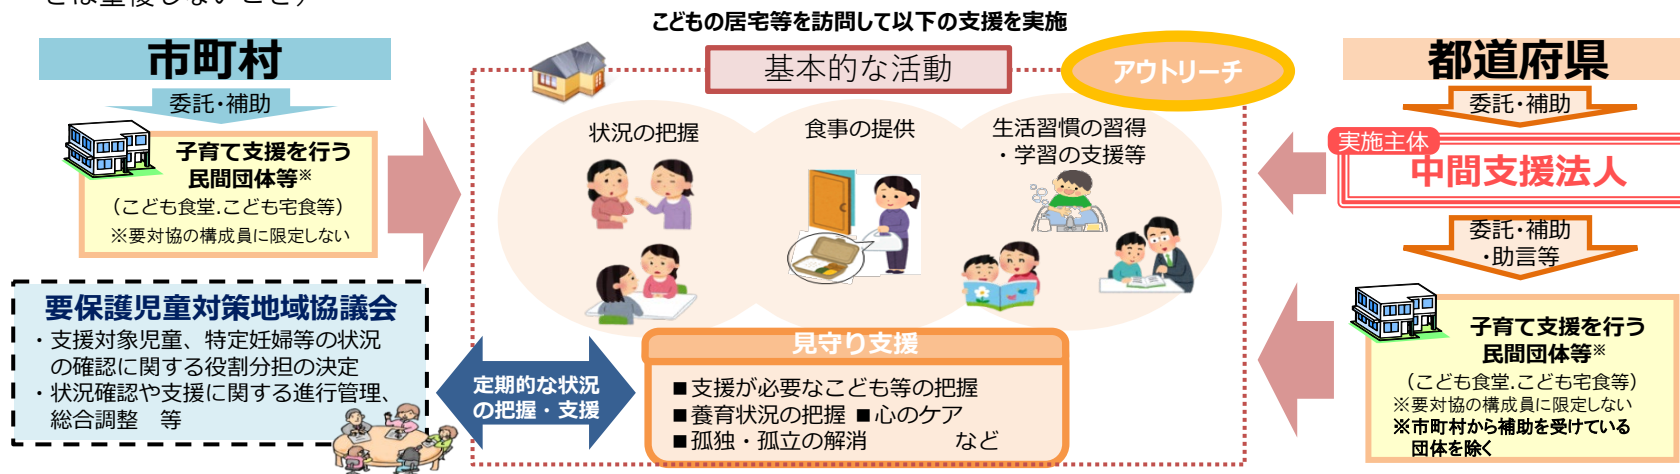 こどもの居宅等を訪問して以下の支援を実施
市町村
委託・補助
子育て支援を行う
民間団体等※
（こども食堂.こども宅食等）
※要対協の構成員に限定しない
要保護児童対策地域協議会
・支援対象児童、特定妊婦等の状況
の確認に関する役割分担の決定
・状況確認や支援に関する進行管理、
総合調整　等
定期的な状況
の把握・支援
基本的な活動
アウトリーチ
状況の把握
食事の提供
生活習慣の習得
・学習の支援等
見守り支援
■支援が必要なこども等の把握
■養育状況の把握 ■心のケア
■孤独・孤立の解消　　　など
都道府県
委託・補助
実施主体
中間支援法人
委託・補助
・助言等
子育て支援を行う
民間団体等※
（こども食堂.こども宅食等）
※要対協の構成員に限定しない
※市町村から補助を受けている
団体を除く